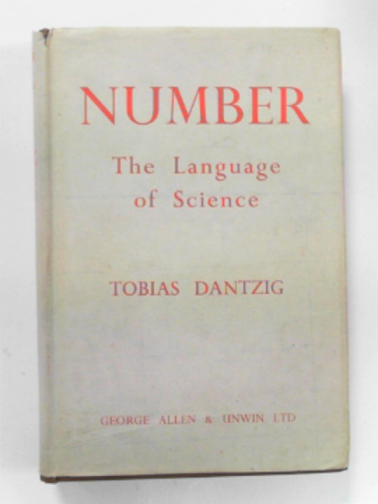 NUMBER
The Language
of Science
TOBIAS DANTZIG
GEORGE ALLEN & UNWIN LTD